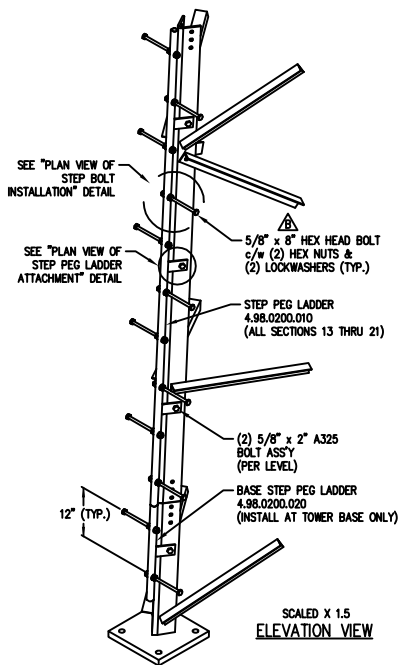 SEE "PLAN VIEW OF
STEP BOLT
INSTALLATION" DETAIL
B
5/8" x 8" HEX HEAD BOLT
c/w (2) HEX NUTS &
(2) LOCKWASHERS (TYP.)
SEE "PLAN VIEW OF
STEP PEG LADDER
ATTACHMENT" DETAIL
STEP PEG LADDER
4.98.0200.010
(ALL SECTIONS 13 THRU 21)
(2) 5/8" x 2" A325
BOLT ASS'Y
(PER LEVEL)
BASE STEP PEG LADDER
4.98.0200.020
(INSTALL AT TOWER BASE ONLY)
12" (TYP.)
SCALED X 1.5
ELEVATION VIEW